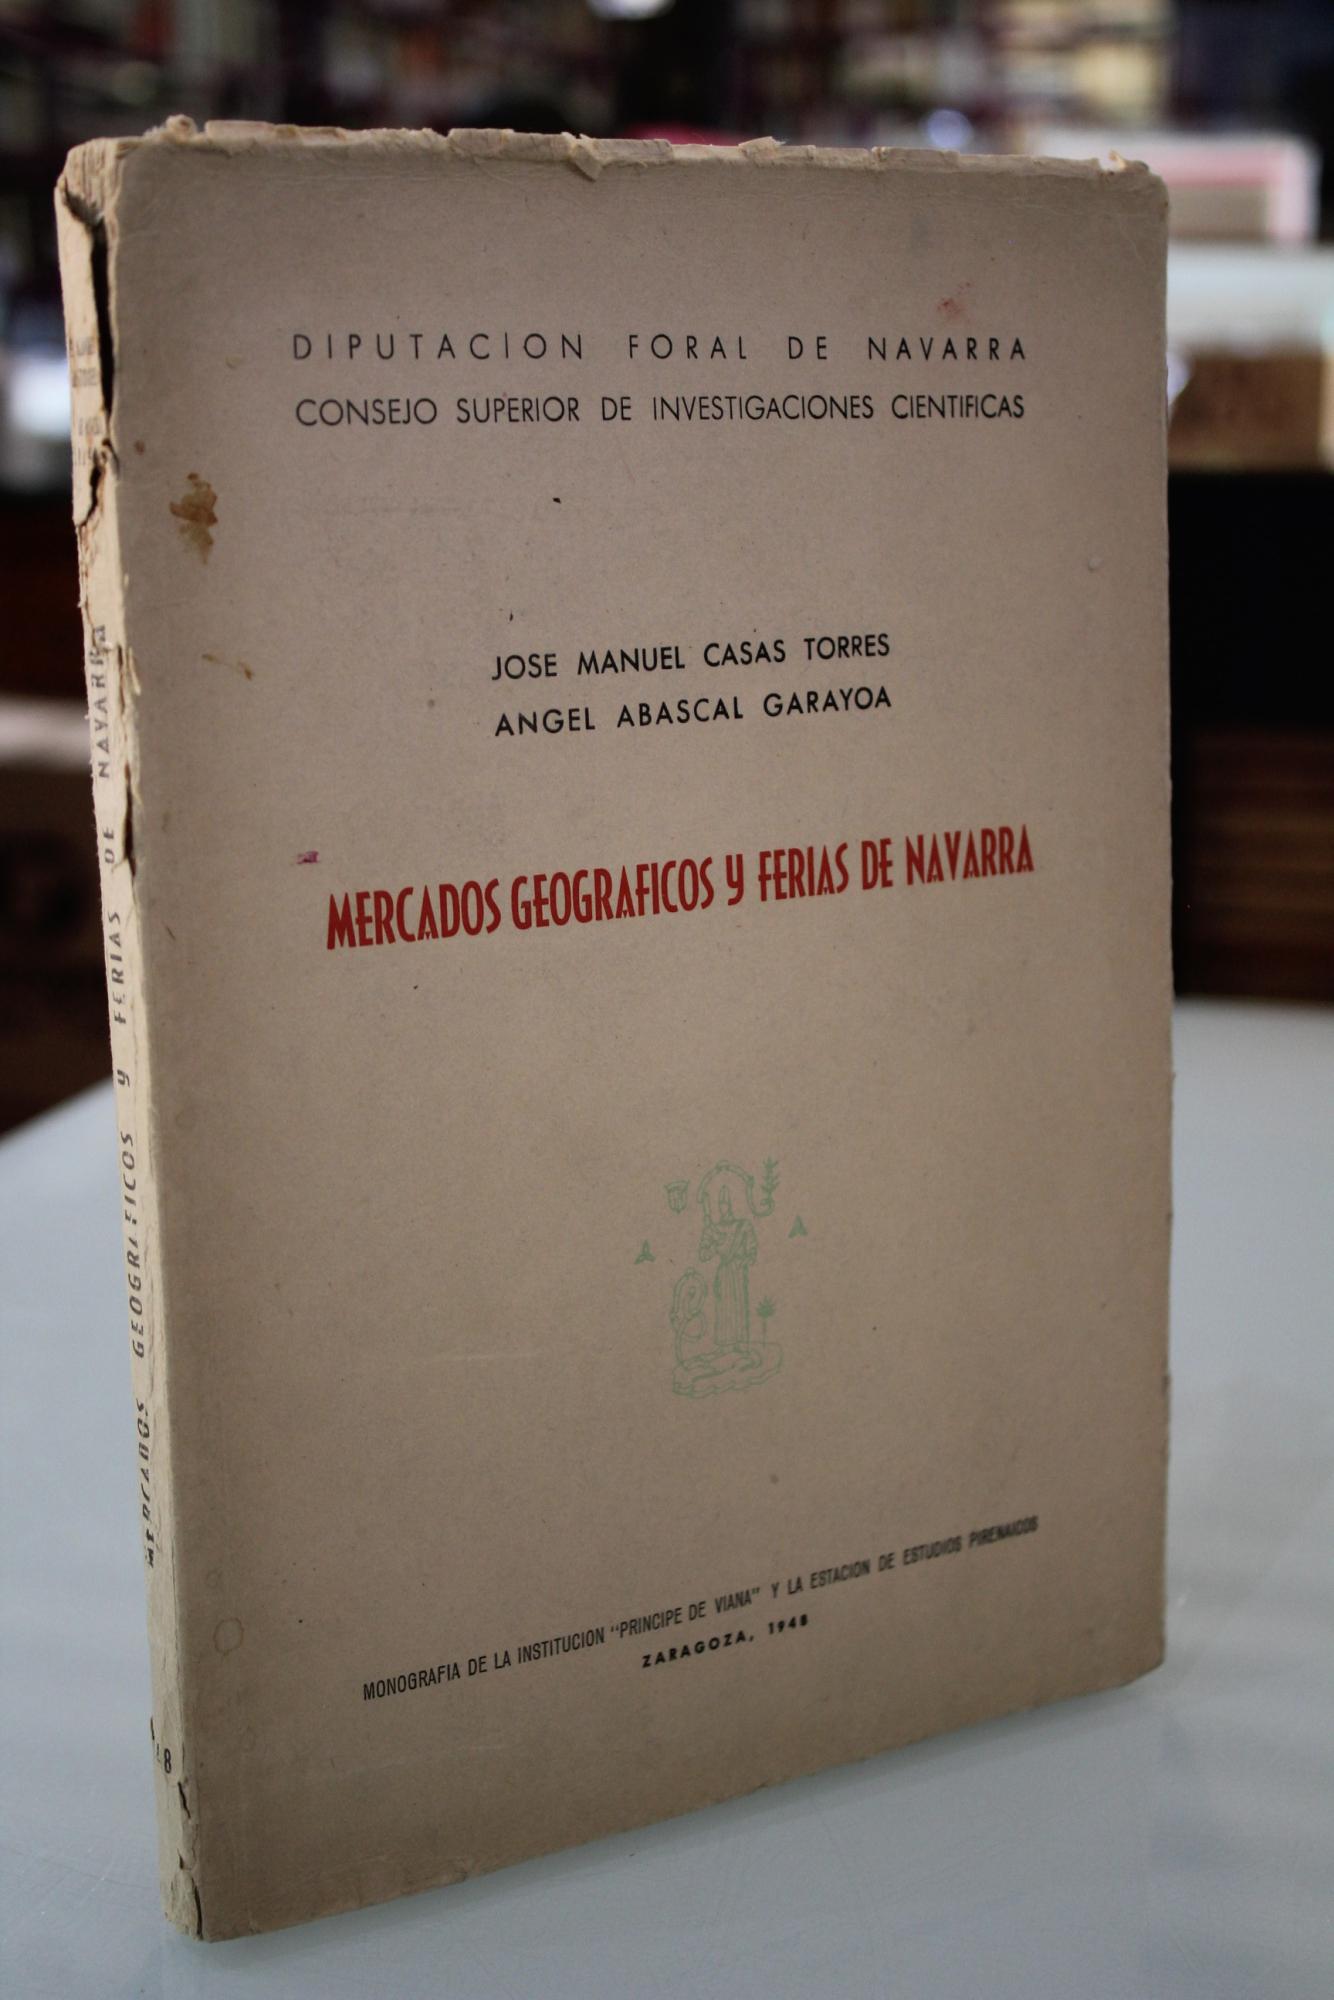 DIPUTACION FORAL DE NAVARRA
CONSEJO SUPERIOR DE INVESTIGACIONES CIENTIFICAS
JOSE MANUEL CASAS TORRES
ANGEL ABASCAL GARAYOA
MERCADOS GEOGRAFICOS Y FERIAS DE NAVARRA
MONOGRAFIA DE LA INSTITUCION "PRINCIPE DE VIANA" Y LA ESTACION DE ESTUDIOS PIRENAICOS
ZARAGOZA, 1948
MERCADOS GEOGRAFICOS Y FERIAS DE NAVARRA